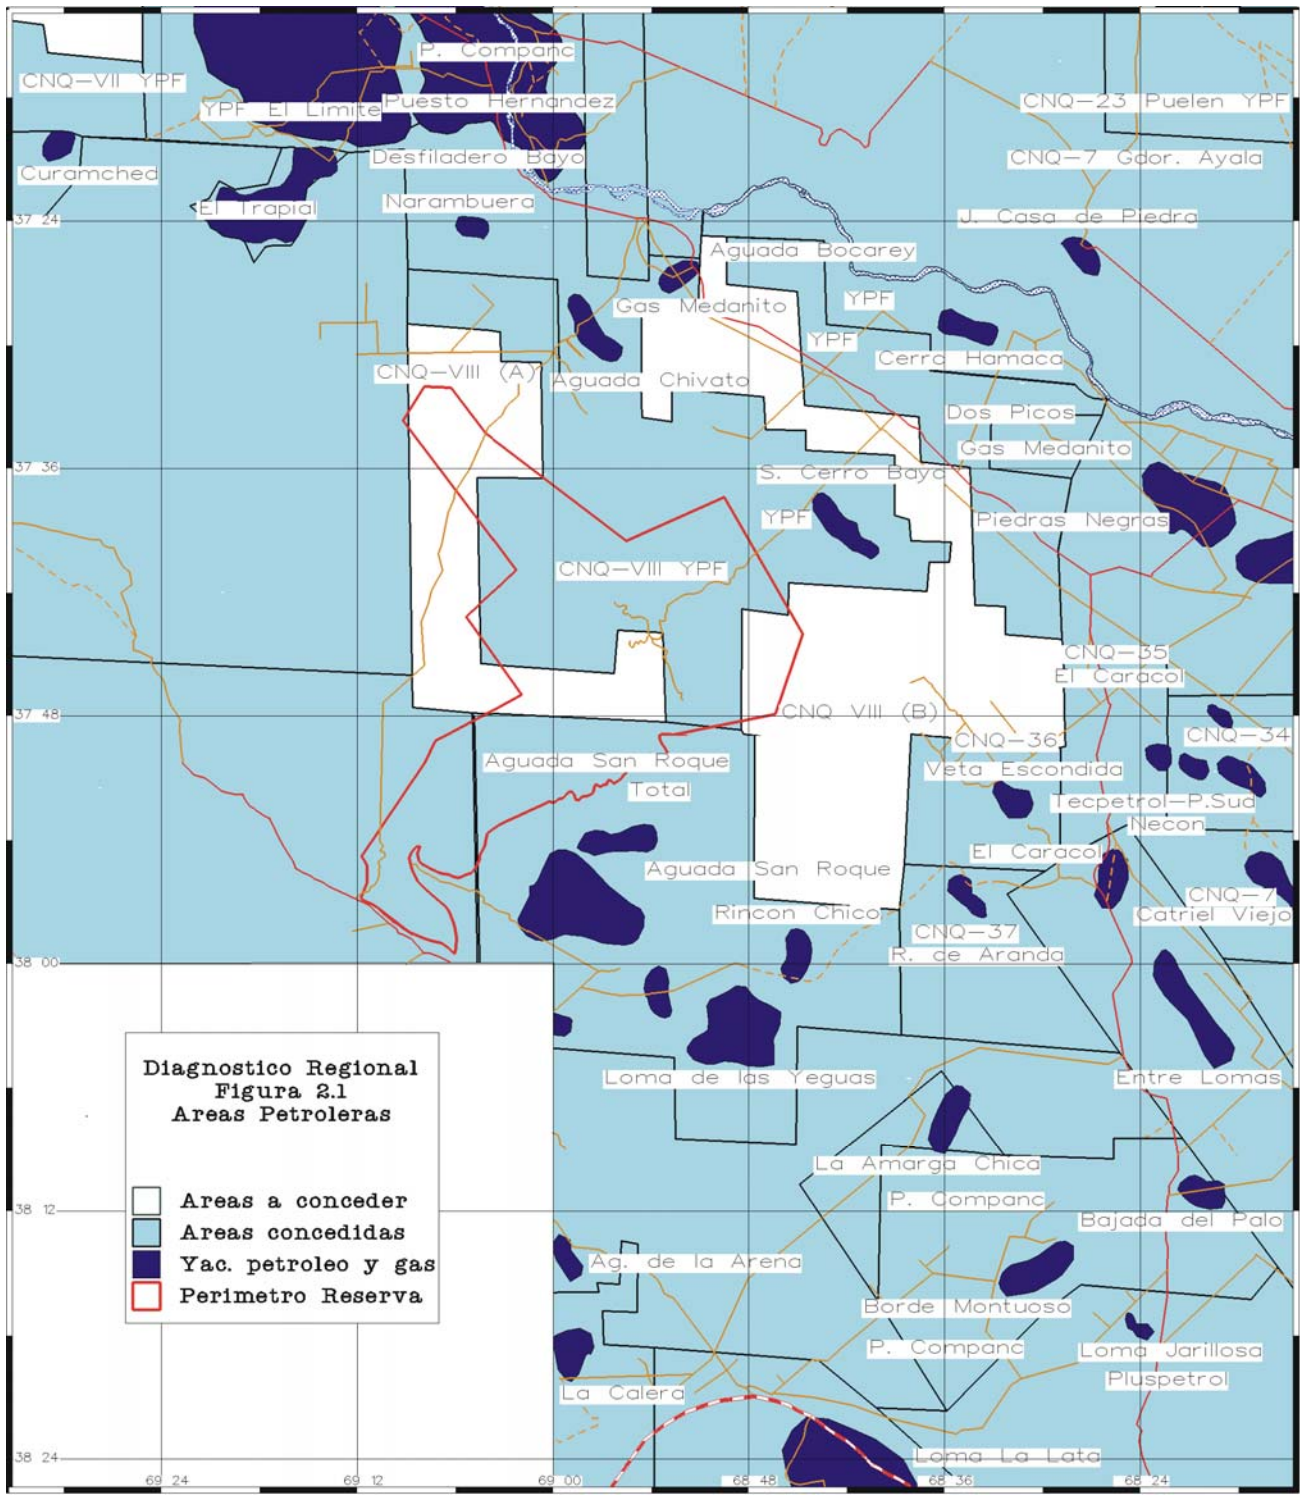 P. Companc
CNQ-VII YPF
YPF El Limite
Puesto Hernandez
CNQ-23 Puelen YPF
Curamched
Desfiladero Bayo
CNQ-7 Gdor. Ayala
El Trapial
Narambuera
J. Casa de Piedra
37 24
Aguada Bocarey
Gas Medanito
YPF
YPF
Cerro Hamaca
CNQ-VIII (A)
Aguada Chivato
Dos Picos
Gas Medanito
37 36
S. Cerro Bayo
YPF
Piedras Negras
CNQ-VIII YPF
CNQ-35
El Caracol
37 48
CNQ VIII (B)
CNQ-36
CNQ-34
Aguada San Roque
Veta Escondida
Total
Tecpetrol-P.Sud
Necon
El Caracol
Aguada San Roque
CNQ-7
Rincon Chico
Catriel Viejo
CNQ-37
R. de Aranda
38 00
Diagnostico Regional
Figura 2.1
Areas Petroleras
Loma de las Yeguas
Entre Lomas
La Amarga Chica
P. Companc
Areas a conceder
38 12
Bajada del Palo
Areas concedidas
Yac. petroleo y gas
Ag. de la Arena
Perimetro Reserva
Borde Montuoso
P. Companc
Loma Jarillosa
Pluspetrol
La Calera
38 24
Loma La Lata
69 24
69 12
69 00
68 48
68 36
68 24